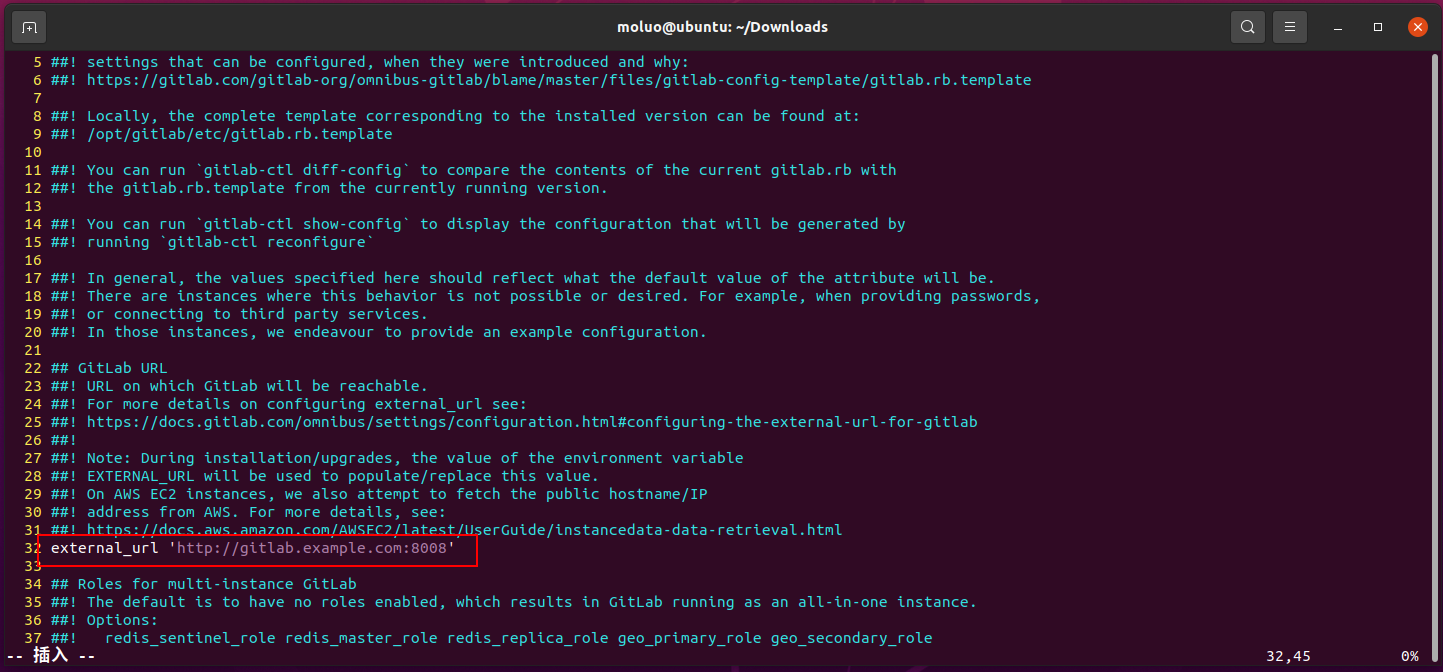 moluo@ubuntu: ~/Downloads
5 ##! settings that can be configured, when they were introduced and why:
6 ##! https://gitlab.com/gitlab-org/omnibus-gitlab/blame/master/files/gitlab-config-template/gitlab.rb.template
7
8 ##! Locally, the complete template corresponding to the installed version can be found at:
9 ##! /opt/gitlab/etc/gitlab.rb.template
10
11 ##! You can run `gitlab-ctl diff-config` to compare the contents of the current gitlab.rb with
12 ##! the gitlab.rb.template from the currently running version.
13
14 ##! You can run `gitlab-ctl show-config` to display the configuration that will be generated by
15 ##! running `gitlab-ctl reconfigure`
16
17 ##! In general, the values specified here should reflect what the default value of the attribute will be.
18 ##! There are instances where this behavior is not possible or desired. For example, when providing passwords,
19 ##! or connecting to third party services.
20 ##! In those instances, we endeavour to provide an example configuration.
21
22 ## GitLab URL
23 ##! URL on which GitLab will be reachable.
24 ##! For more details on configuring external_url see:
25 ##! https://docs.gitlab.com/omnibus/settings/configuration.html#configuring-the-external-url-for-gitlab
26 ##!
27 ##! Note: During installation/upgrades, the value of the environment variable
28 ##! EXTERNAL_URL will be used to populate/replace this value.
29 ##! On AWS EC2 instances, we also attempt to fetch the public hostname/IP
30 ##! address from AWS. For more details, see:
31 ##! https://docs.aws.amazon.com/AWSEC2/latest/UserGuide/instancedata-data-retrieval.html
32 external_url 'http://gitlab.example.com:8008'
33
34 ## Roles for multi-instance GitLab
35 ##! The default is to have no roles enabled, which results in GitLab running as an all-in-one instance.
36 ##! Options:
37 ##!   redis_sentinel_role redis_master_role redis_replica_role geo_primary_role geo_secondary_role
-- 插入 -- 32,45 0%